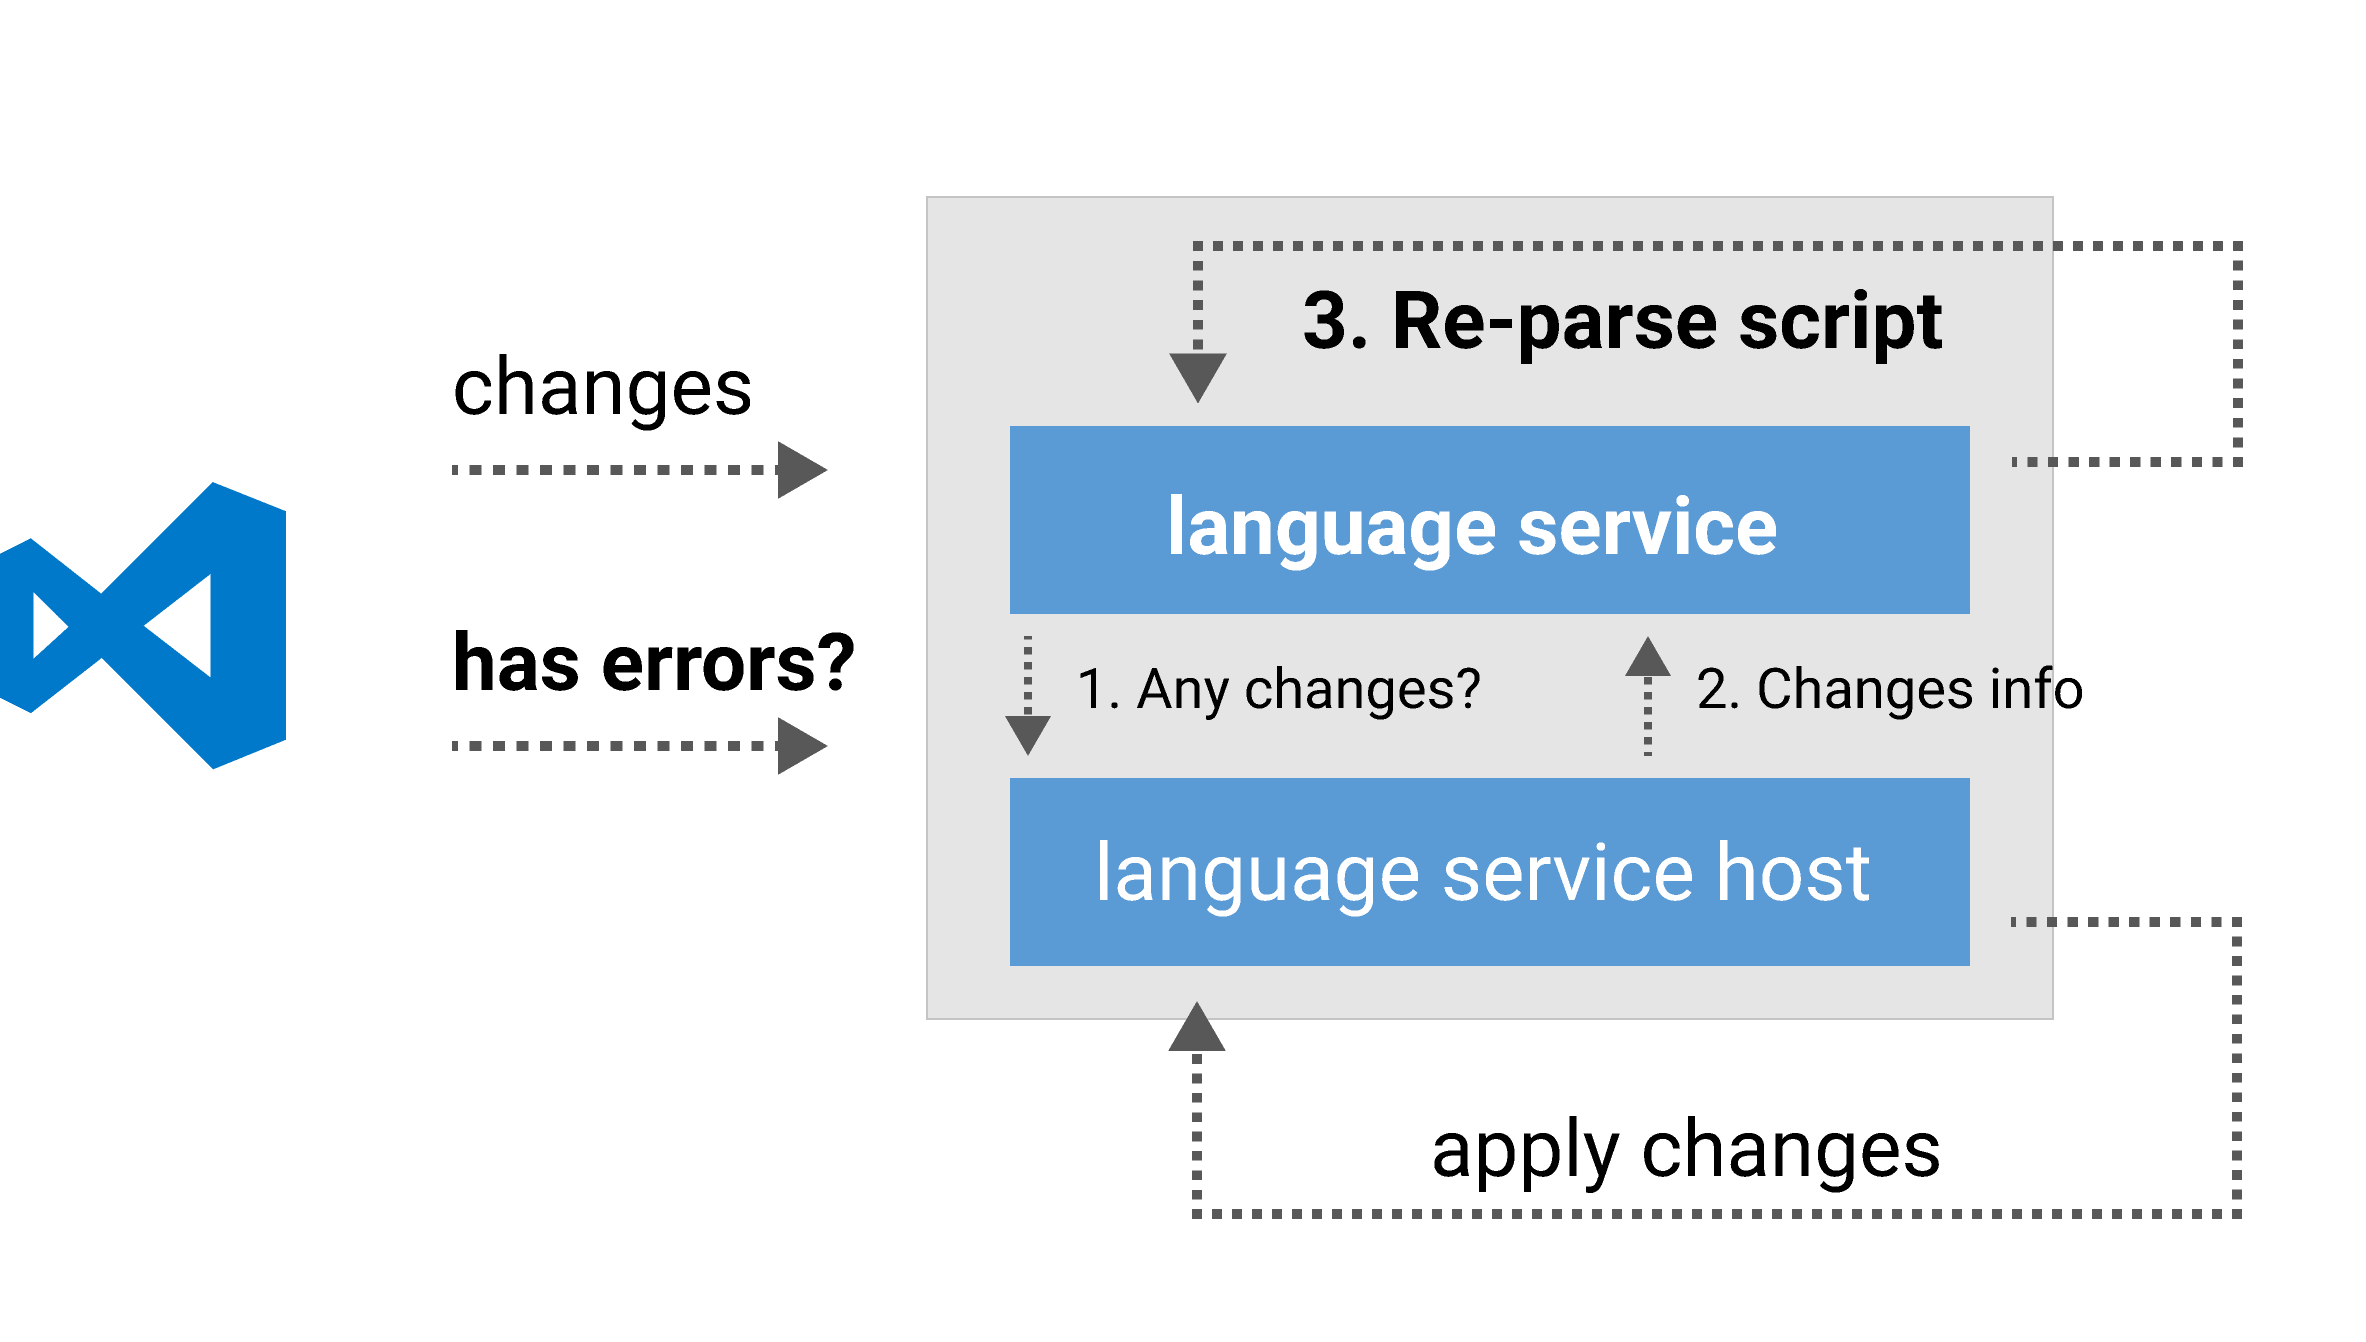 changes
has errors?
3. Re-parse script
language service
1. Any changes?
2. Changes info
language service host
apply changes